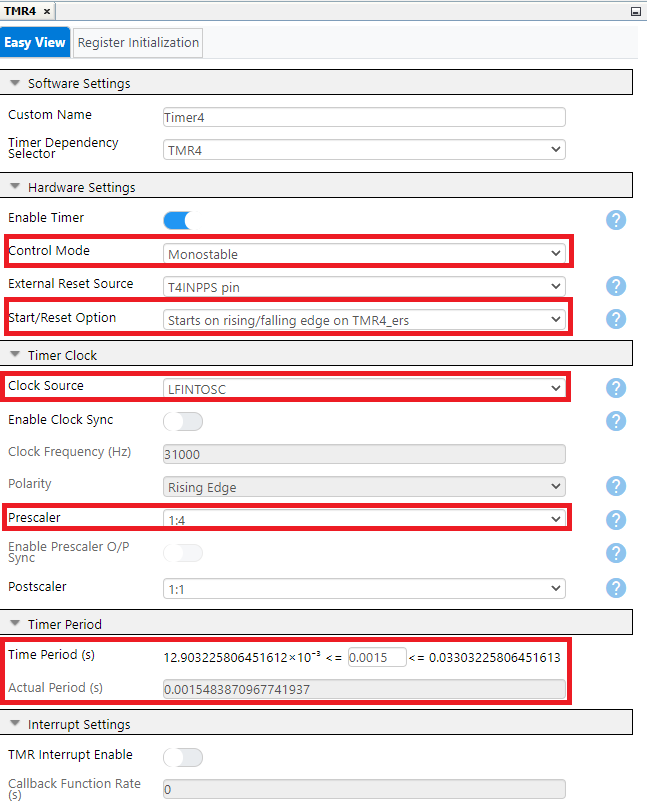 TMR4 ×
Easy View
Register Initialization
Software Settings
Custom Name
Timer4
Timer Dependency
Selector
TMR4
Hardware Settings
Enable Timer
?
Control Mode
Monostable
External Reset Source
T4INPPS pin
?
Start/Reset Option
Starts on rising/falling edge on TMR4_ers
?
Timer Clock
Clock Source
LFINTOSC
?
Enable Clock Sync
?
Clock Frequency (Hz)
31000
Polarity
Rising Edge
?
Prescaler
1:4
?
Enable Prescaler O/P
Sync
?
Postscaler
1:1
?
Timer Period
Time Period (s)
12.903225806451612×10⁻³ <= 0.0015 <= 0.03303225806451613
Actual Period (s)
0.0015483870967741937
Interrupt Settings
TMR Interrupt Enable
Callback Function Rate
(s)
0